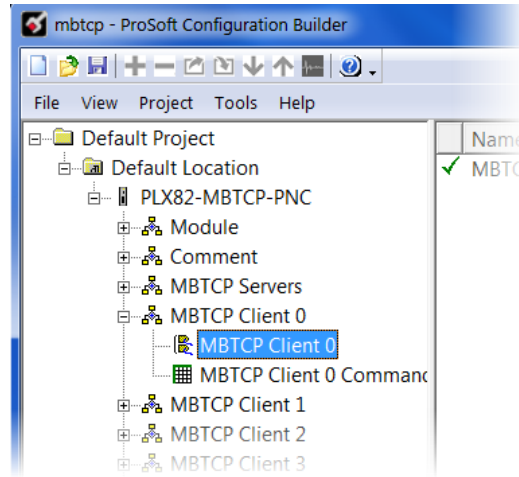 mbtcp - ProSoft Configuration Builder
File View Project Tools Help
Default Project
Default Location
PLX82-MBTCP-PNC
Module
Comment
MBTCP Servers
MBTCP Client 0
MBTCP Client 0
MBTCP Client 0 Command
MBTCP Client 1
MBTCP Client 2
MBTCP Client 3
Name
MBTC